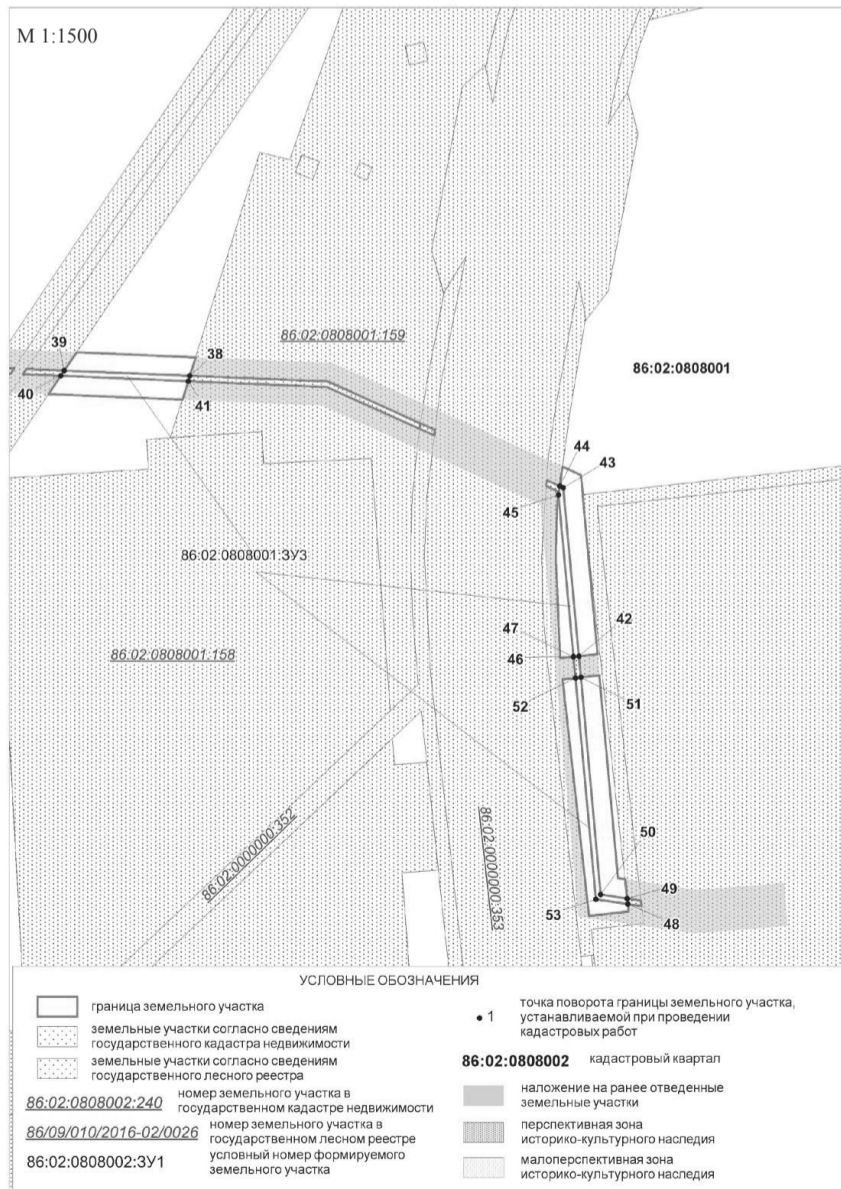 М 1:1500
86:02:0808001:159
39
38
86:02:0808001
40
41
44
43
45
86:02:0808001:ЗУ3
42
47
86:02:0808001:158
46
52
51
86:02:0000000:352
86:02:0000000:353
50
49
53
48
УСЛОВНЫЕ ОБОЗНАЧЕНИЯ
граница земельного участка
земельные участки согласно сведениям
государственного кадастра недвижимости
земельные участки согласно сведениям
государственного лесного реестра
86:02:0808002:240
номер земельного участка в
государственном кадастре недвижимости
86/09/010/2016-02/0026
номер земельного участка в
государственном лесном реестре
86:02:0808002:ЗУ1
условный номер формируемого
земельного участка
1
точка поворота границы земельного участка,
устанавливаемой при проведении
кадастровых работ
86:02:0808002
кадастровый квартал
наложение на ранее отведенные
земельные участки
перспективная зона
историко-культурного наследия
малоперспективная зона
историко-культурного наследия